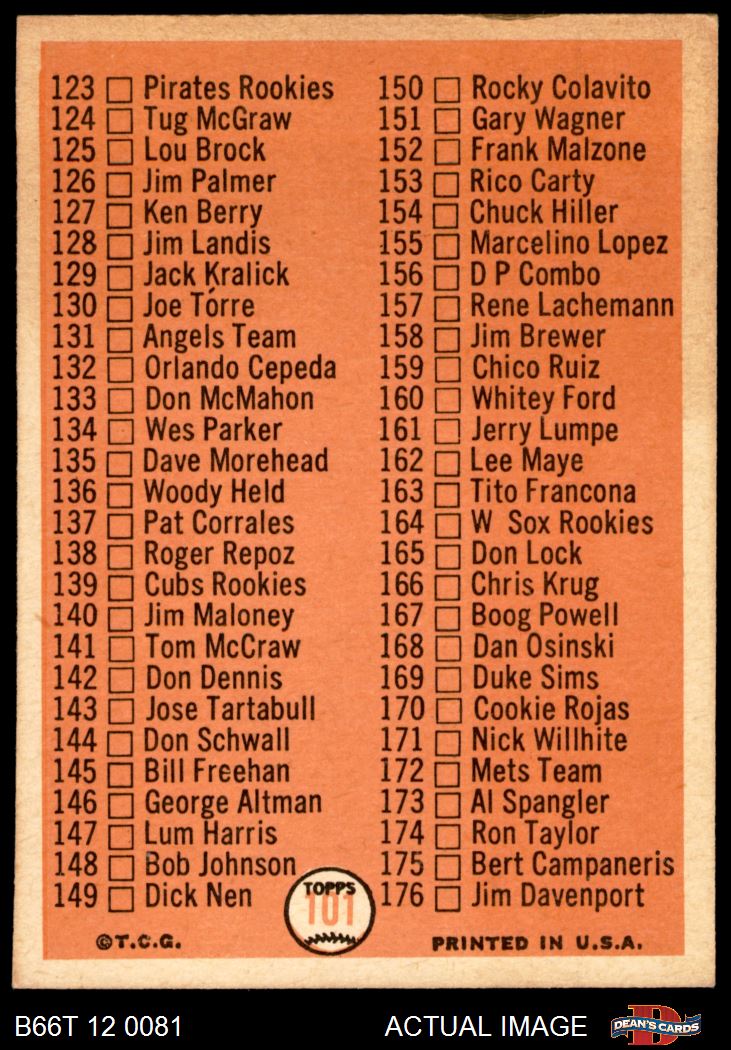 123 Pirates Rookies
124 Tug McGraw
125 Lou Brock
126 Jim Palmer
127 Ken Berry
128 Jim Landis
129 Jack Kralick
130 Joe Torre
131 Angels Team
132 Orlando Cepeda
133 Don McMahon
134 Wes Parker
135 Dave Morehead
136 Woody Held
137 Pat Corrales
138 Roger Repoz
139 Cubs Rookies
140 Jim Maloney
141 Tom McCraw
142 Don Dennis
143 Jose Tartabull
144 Don Schwall
145 Bill Freehan
146 George Altman
147 Lum Harris
148 Bob Johnson
149 Dick Nen
150 Rocky Colavito
151 Gary Wagner
152 Frank Malzone
153 Rico Carty
154 Chuck Hiller
155 Marcelino Lopez
156 D P Combo
157 Rene Lachemann
158 Jim Brewer
159 Chico Ruiz
160 Whitey Ford
161 Jerry Lumpe
162 Lee Maye
163 Tito Francona
164 W Sox Rookies
165 Don Lock
166 Chris Krug
167 Boog Powell
168 Dan Osinski
169 Duke Sims
170 Cookie Rojas
171 Nick Willhite
172 Mets Team
173 Al Spangler
174 Ron Taylor
175 Bert Campaneris
176 Jim Davenport
TOPPS
101
©T.C.G.
PRINTED IN U.S.A.
B66T 12 0081
ACTUAL IMAGE
D
DEAN'S CARDS